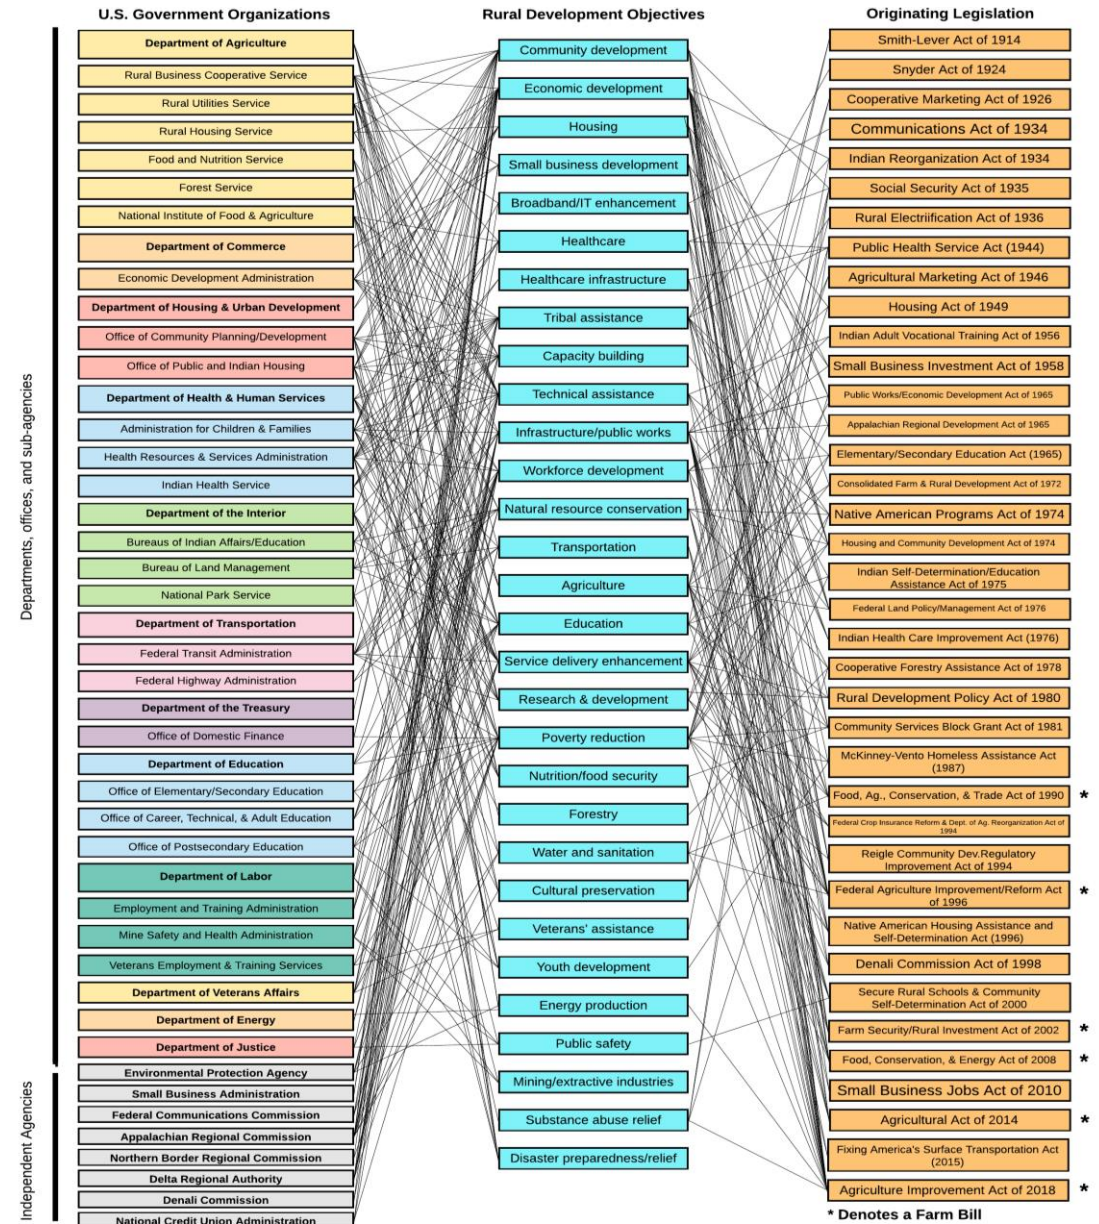 U.S. Government Organizations
Rural Development Objectives
Originating Legislation
Departments, offices, and sub-agencies
Independent Agencies
Department of Agriculture
Rural Business Cooperative Service
Rural Utilities Service
Rural Housing Service
Food and Nutrition Service
Forest Service
National Institute of Food & Agriculture
Department of Commerce
Economic Development Administration
Department of Housing & Urban Development
Office of Community Planning/Development
Office of Public and Indian Housing
Department of Health & Human Services
Administration for Children & Families
Health Resources & Services Administration
Indian Health Service
Department of the Interior
Bureaus of Indian Affairs/Education
Bureau of Land Management
National Park Service
Department of Transportation
Federal Transit Administration
Federal Highway Administration
Department of the Treasury
Office of Domestic Finance
Department of Education
Office of Elementary/Secondary Education
Office of Career, Technical, & Adult Education
Office of Postsecondary Education
Department of Labor
Employment and Training Administration
Mine Safety and Health Administration
Veterans Employment & Training Services
Department of Veterans Affairs
Department of Energy
Department of Justice
Environmental Protection Agency
Small Business Administration
Federal Communications Commission
Appalachian Regional Commission
Northern Border Regional Commission
Delta Regional Authority
Denali Commission
National Credit Union Administration
Community development
Economic development
Housing
Small business development
Broadband/IT enhancement
Healthcare
Healthcare infrastructure
Tribal assistance
Capacity building
Technical assistance
Infrastructure/public works
Workforce development
Natural resource conservation
Transportation
Agriculture
Education
Service delivery enhancement
Research & development
Poverty reduction
Nutrition/food security
Forestry
Water and sanitation
Cultural preservation
Veterans' assistance
Youth development
Energy production
Public safety
Mining/extractive industries
Substance abuse relief
Disaster preparedness/relief
Smith-Lever Act of 1914
Snyder Act of 1924
Cooperative Marketing Act of 1926
Communications Act of 1934
Indian Reorganization Act of 1934
Social Security Act of 1935
Rural Electriification Act of 1936
Public Health Service Act (1944)
Agricultural Marketing Act of 1946
Housing Act of 1949
Indian Adult Vocational Training Act of 1956
Small Business Investment Act of 1958
Public Works/Economic Development Act of 1965
Appalachian Regional Development Act of 1965
Elementary/Secondary Education Act (1965)
Consolidated Farm & Rural Development Act of 1972
Native American Programs Act of 1974
Housing and Community Development Act of 1974
Indian Self-Determination/Education
Assistance Act of 1975
Federal Land Policy/Management Act of 1976
Indian Health Care Improvement Act (1976)
Cooperative Forestry Assistance Act of 1978
Rural Development Policy Act of 1980
Community Services Block Grant Act of 1981
McKinney-Vento Homeless Assistance Act
(1987)
Food, Ag., Conservation, & Trade Act of 1990 *
Federal Crop Insurance Reform & Dept. of Ag. Reorganization Act of
1994
Reigle Community Dev.Regulatory
Improvement Act of 1994
Federal Agriculture Improvement/Reform Act
of 1996 *
Native American Housing Assistance and
Self-Determination Act (1996)
Denali Commission Act of 1998
Secure Rural Schools & Community
Self-Determination Act of 2000
Farm Security/Rural Investment Act of 2002 *
Food, Conservation, & Energy Act of 2008 *
Small Business Jobs Act of 2010
Agricultural Act of 2014 *
Fixing America's Surface Transportation Act
(2015)
Agriculture Improvement Act of 2018 *
* Denotes a Farm Bill